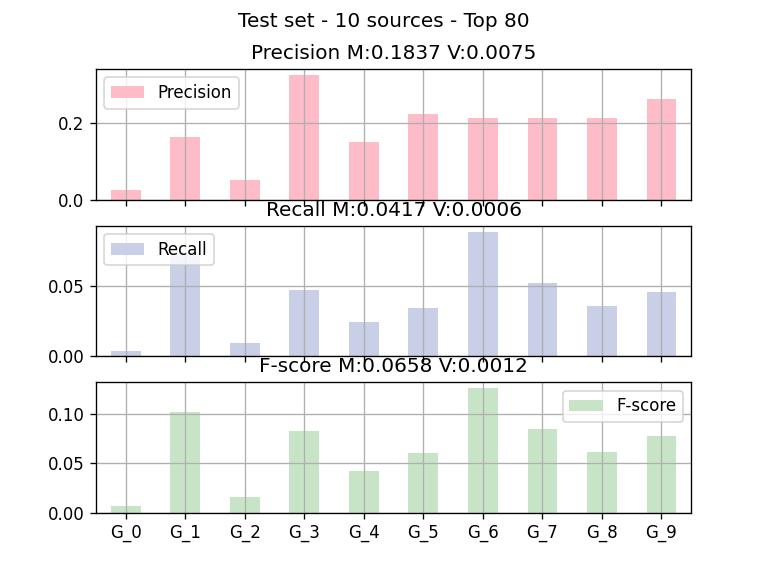 Test set - 10 sources - Top 80
Precision M:0.1837 V:0.0075
Precision
0.2
0.0
Recall M:0.0417 V:0.0006
Recall
0.05
0.00
F-score M:0.0658 V:0.0012
F-score
0.10
0.05
0.00
G_0 G_1 G_2 G_3 G_4 G_5 G_6 G_7 G_8 G_9